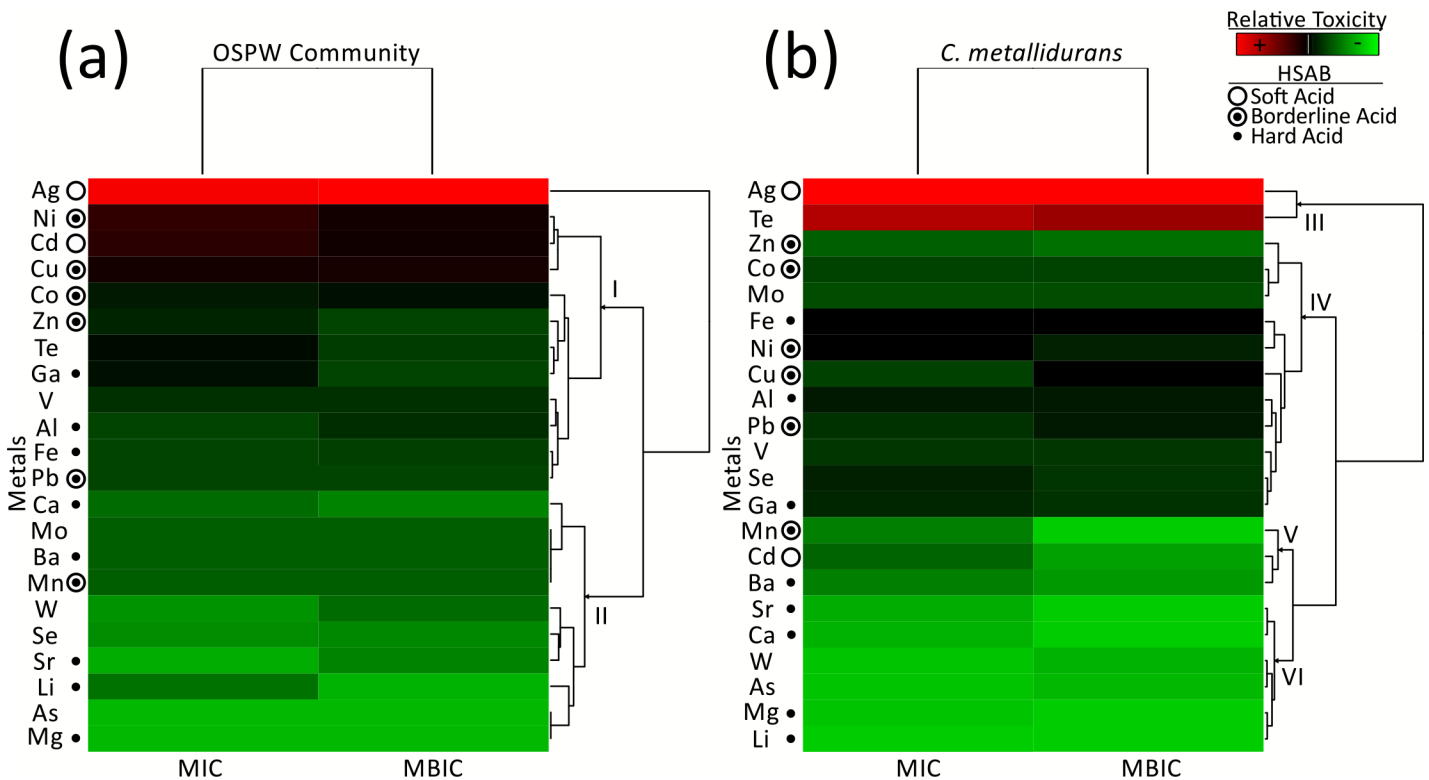 (a)
OSPW Community
Metals
Ag
Ni
Cd
Cu
Co
Zn
Te
Ga
V
Al
Fe
Pb
Ca
Mo
Ba
Mn
W
Se
Sr
Li
As
Mg
I
II
MIC MBIC
(b)
C. metallidurans
Metals
Ag
Te
Zn
Co
Mo
Fe
Ni
Cu
Al
Pb
V
Se
Ga
Mn
Cd
Ba
Sr
Ca
W
As
Mg
Li
III
IV
V
VI
MIC MBIC
Relative Toxicity
+ -
HSAB
Soft Acid
Borderline Acid
Hard Acid